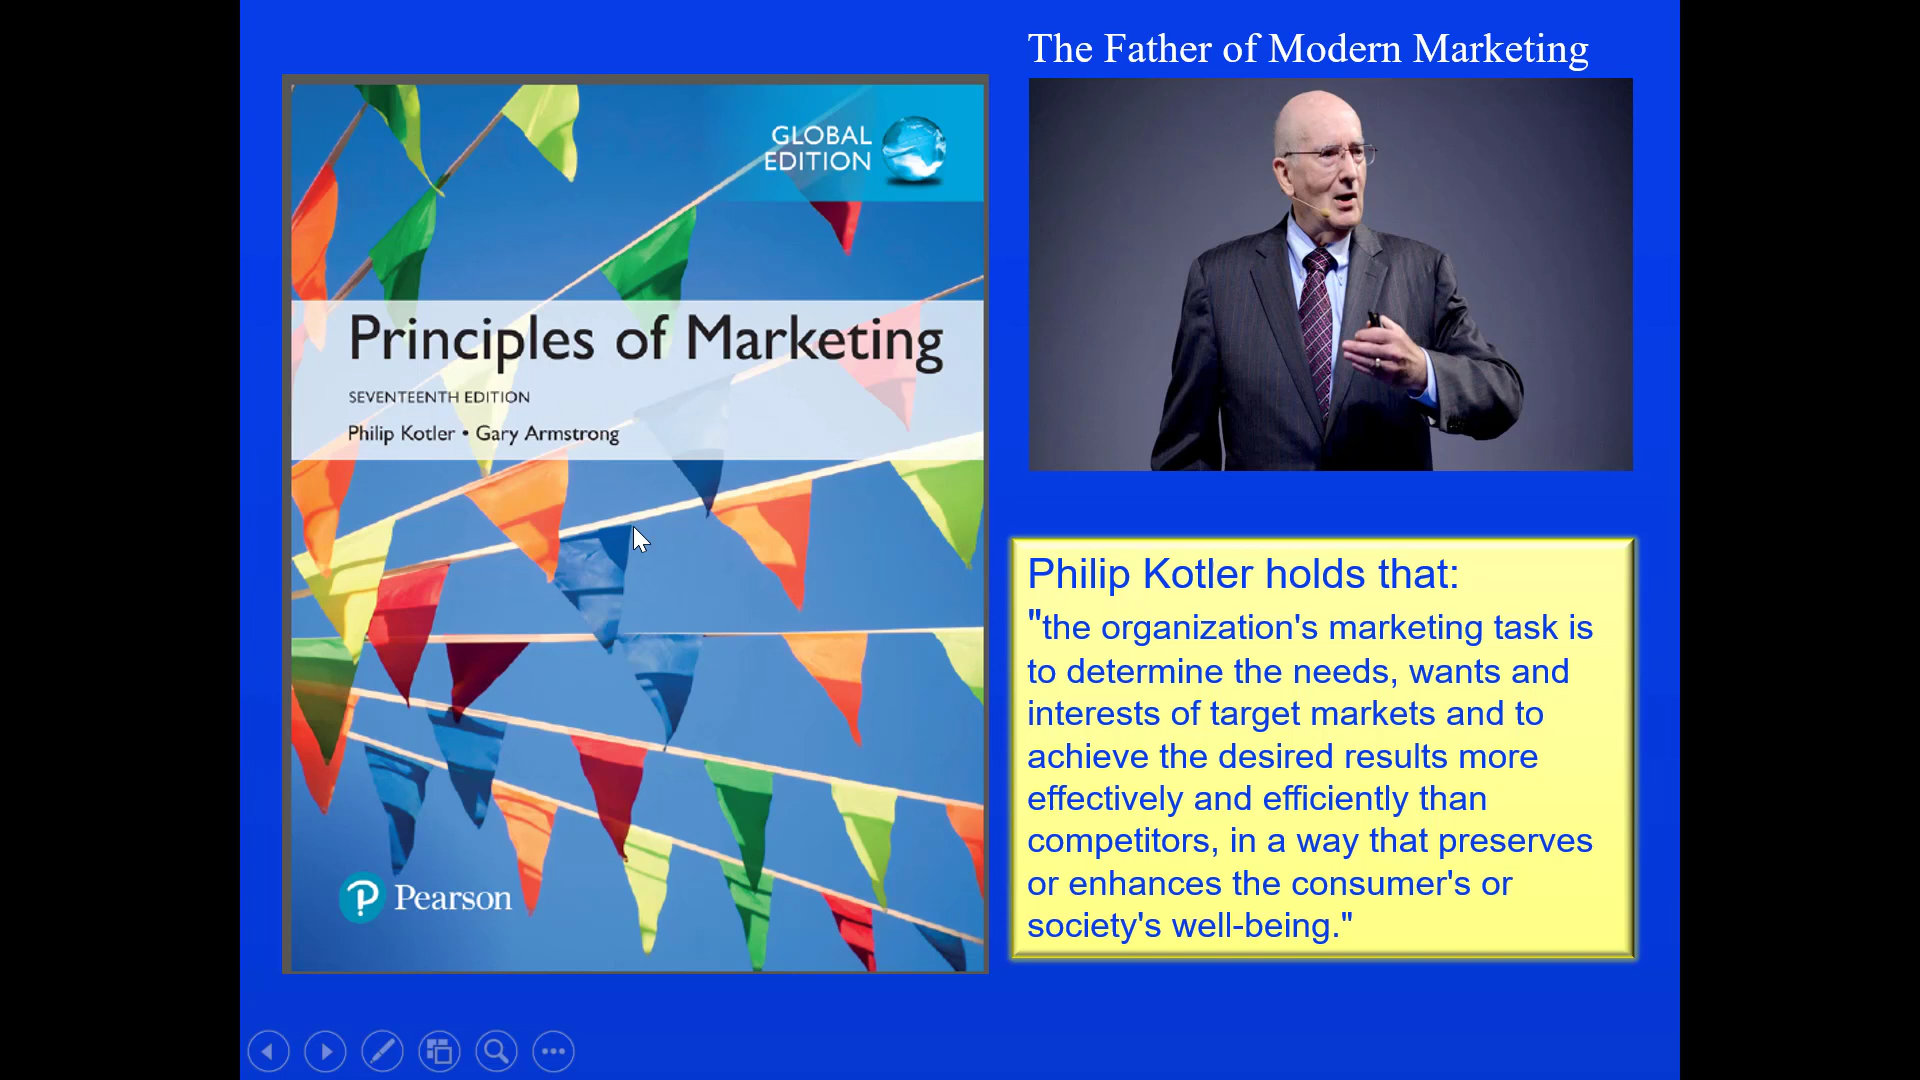 The Father of Modern Marketing
GLOBAL
EDITION
Principles of Marketing
SEVENTEENTH EDITION
Philip Kotler • Gary Armstrong
P Pearson
Philip Kotler holds that:
"the organization's marketing task is
to determine the needs, wants and
interests of target markets and to
achieve the desired results more
effectively and efficiently than
competitors, in a way that preserves
or enhances the consumer's or
society's well-being."